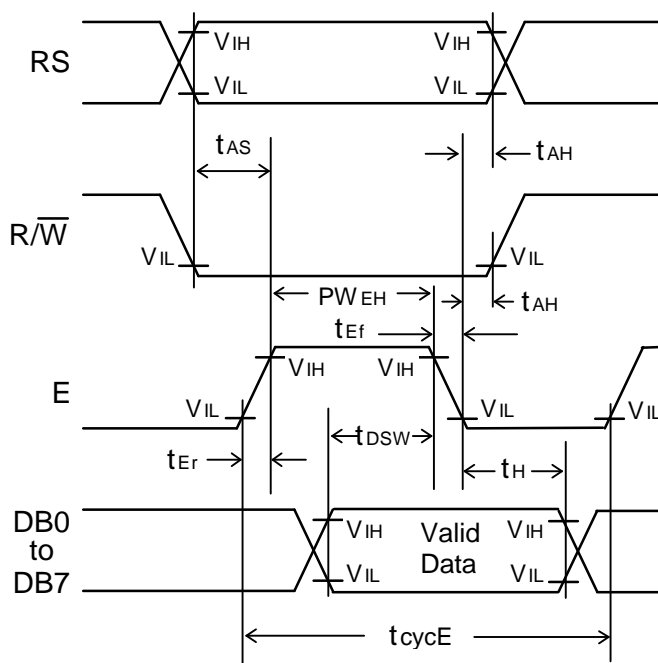 RS
VIH
VIH
VIL
VIL
tAS
tAH
R/W̅
VIL
VIL
PWEH
tAH
tEf
E
VIH
VIH
VIL
VIL
VIL
tDSW
tEr
tH
DB0
to
DB7
VIH
Valid
Data
VIH
VIL
VIL
tcycE